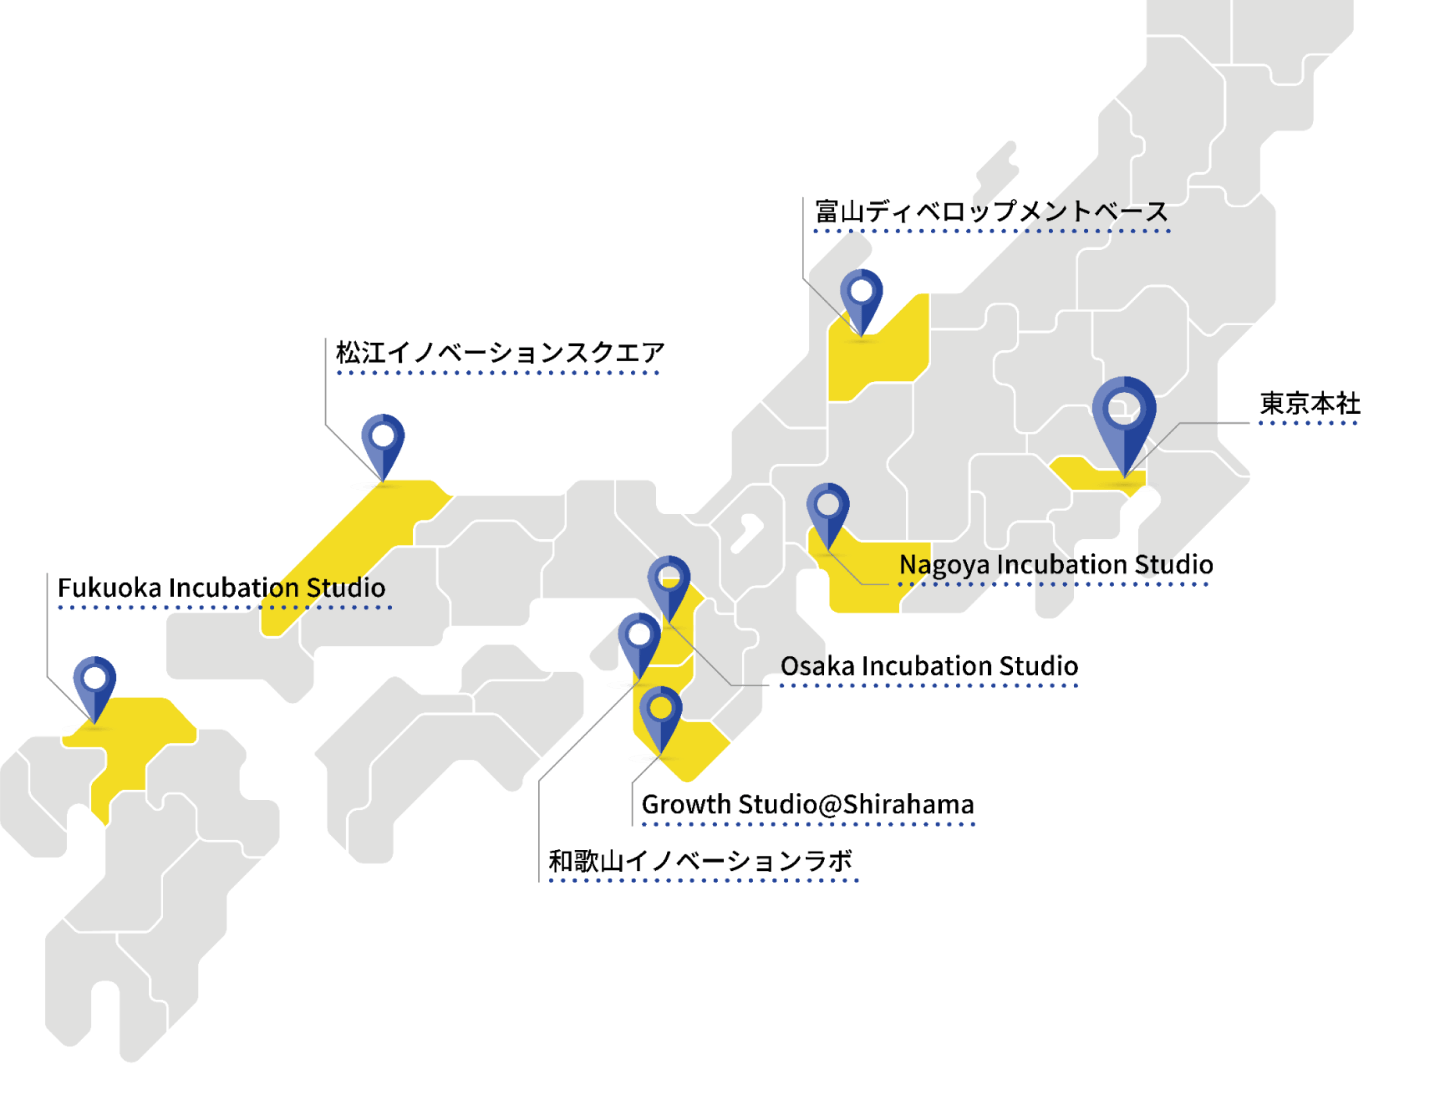 富山ディベロップメントベース
松江イノベーションスクエア
東京本社
Nagoya Incubation Studio
Fukuoka Incubation Studio
Osaka Incubation Studio
Growth Studio@Shirahama
和歌山イノベーションラボ